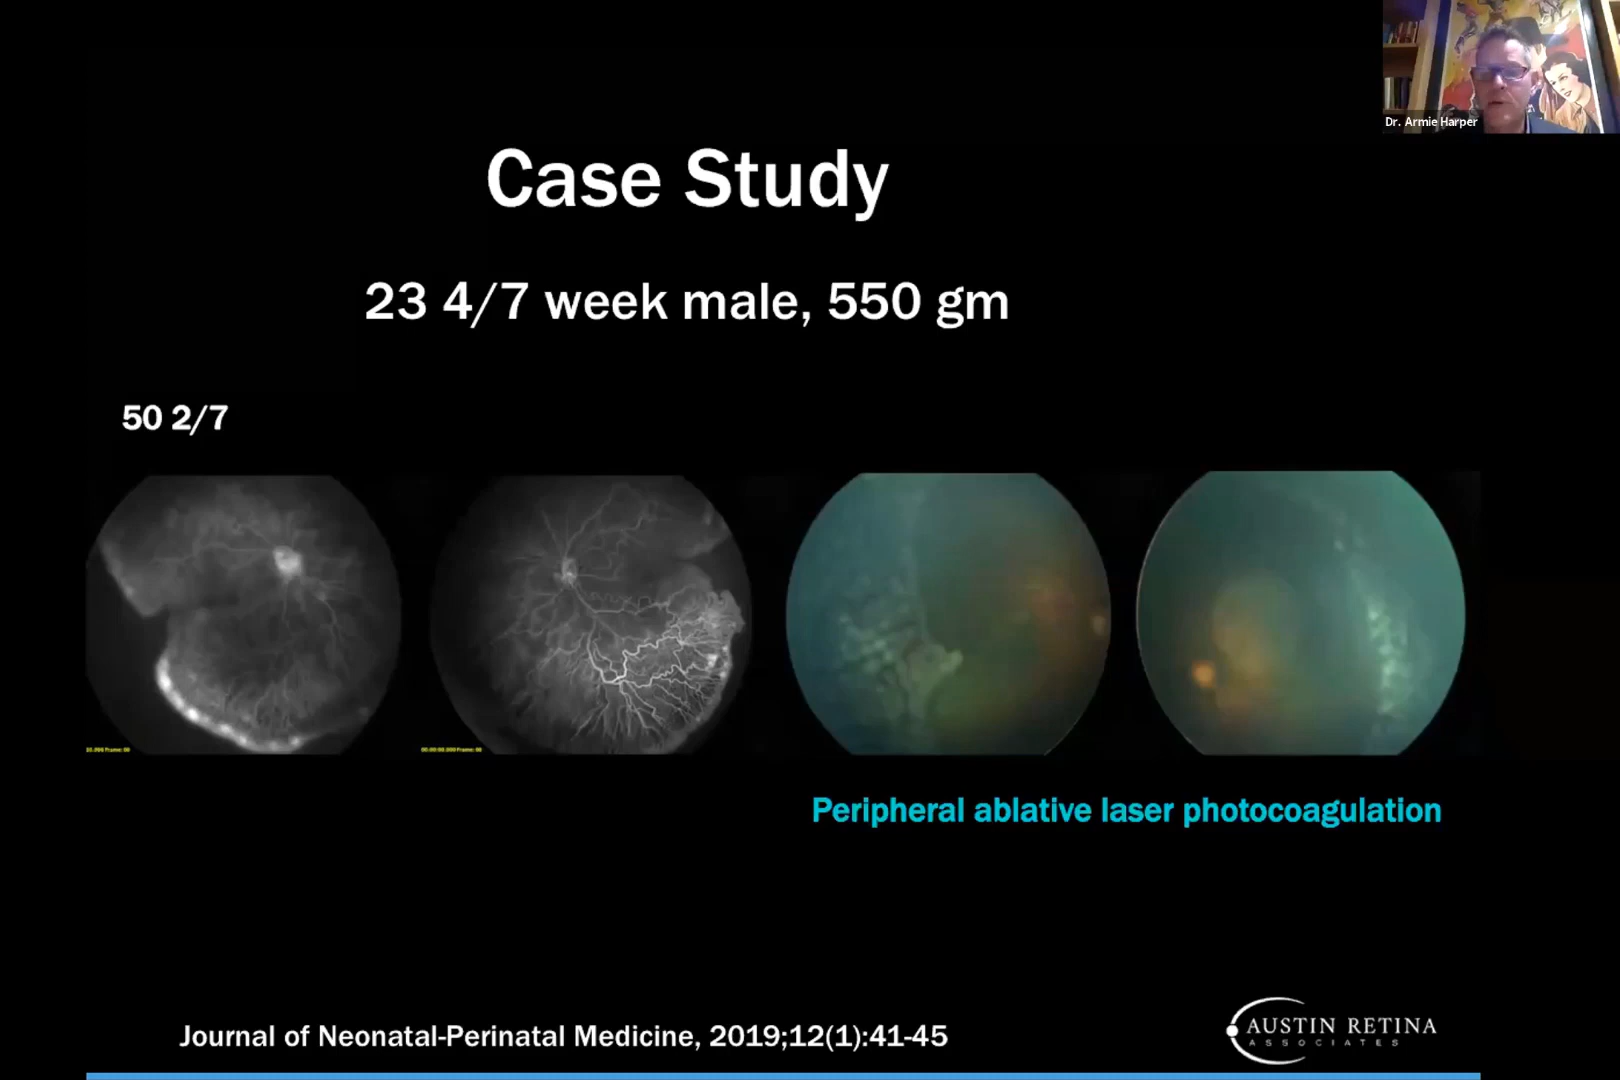 Dr. Armie Harper
Case Study
23 4/7 week male, 550 gm
50 2/7
Peripheral ablative laser photocoagulation
Journal of Neonatal-Perinatal Medicine, 2019;12(1):41-45
AUSTIN RETINA
ASSOCIATES